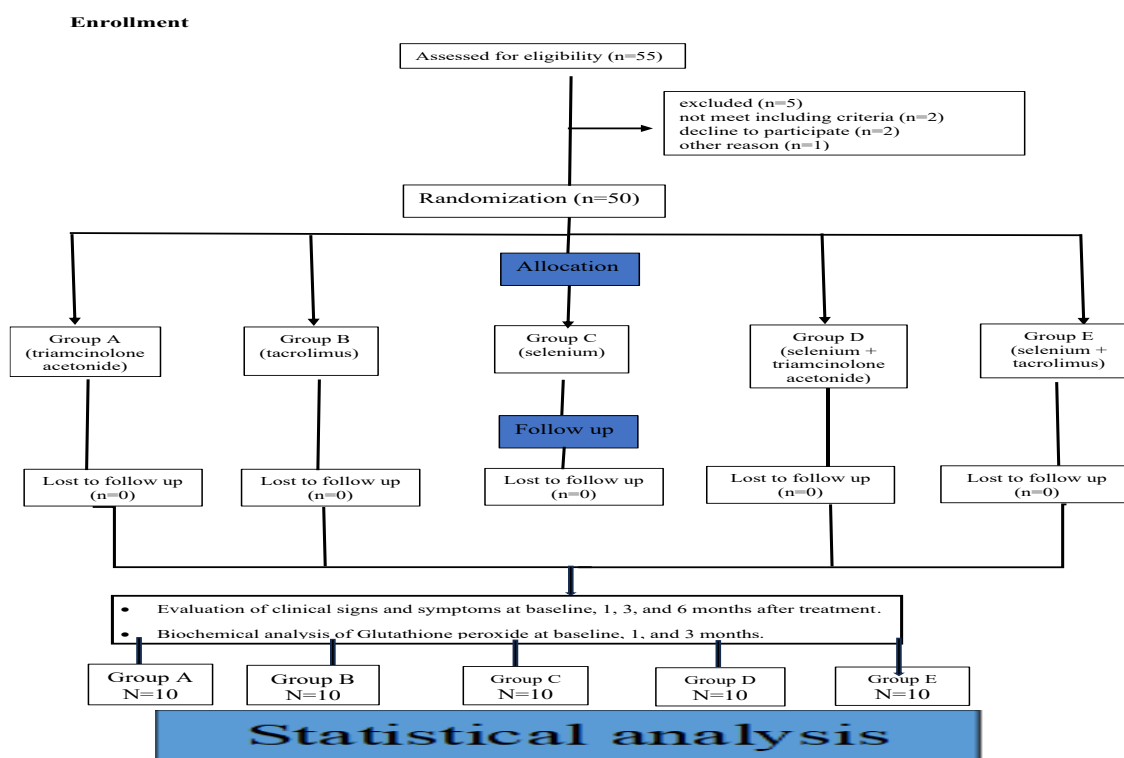 Enrollment
Assessed for eligibility (n=55)
excluded (n=5)
not meet including criteria (n=2)
decline to participate (n=2)
other reason (n=1)
Randomization (n=50)
Allocation
Group A
(triamcinolone
acetonide)
Group B
(tacrolimus)
Group C
(selenium)
Group D
(selenium +
triamcinolone
acetonide)
Group E
(selenium +
tacrolimus)
Follow up
Lost to follow up
(n=0)
Lost to follow up
(n=0)
Lost to follow up
(n=0)
Lost to follow up
(n=0)
Lost to follow up
(n=0)
• Evaluation of clinical signs and symptoms at baseline, 1, 3, and 6 months after treatment.
• Biochemical analysis of Glutathione peroxide at baseline, 1, and 3 months.
Group A
N=10
Group B
N=10
Group C
N=10
Group D
N=10
Group E
N=10
Statistical analysis